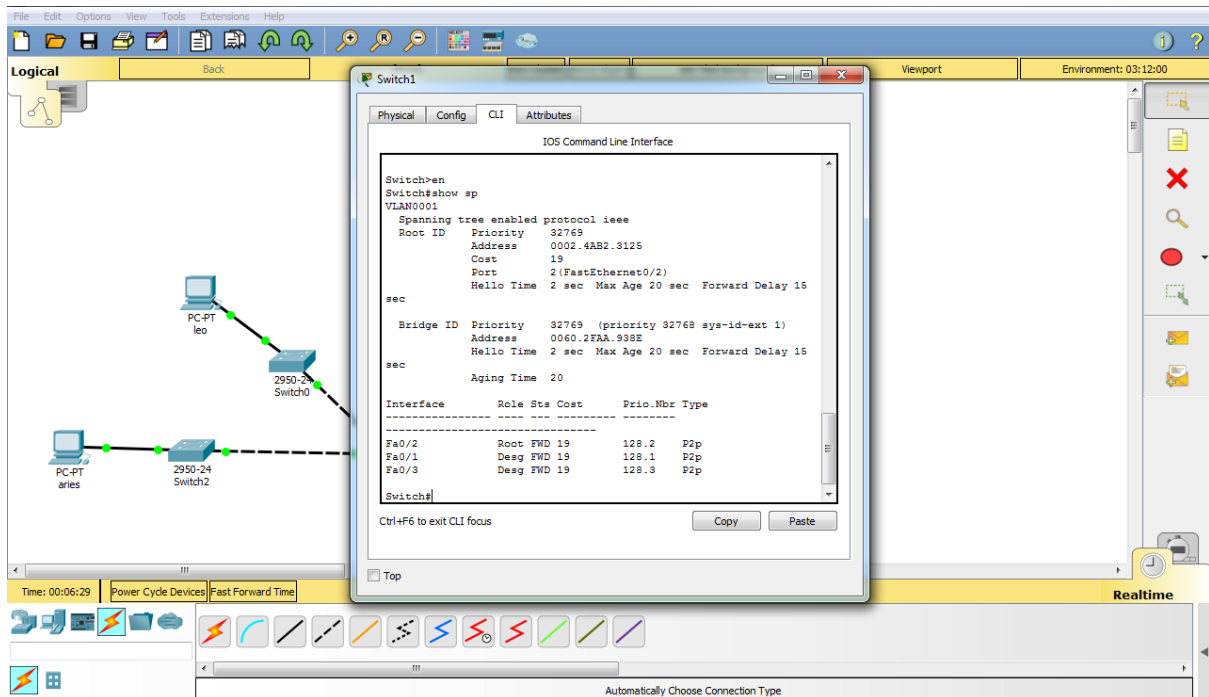 File Edit Options View Tools Extensions Help
Logical
Back
Viewport
Environment: 03:12:00
Switch1
Physical Config CLI Attributes
IOS Command Line Interface
Switch>en
Switch#show sp
VLAN0001
Spanning tree enabled protocol ieee
Root ID Priority 32769
Address 0002.4AB2.3125
Cost 19
Port 2(FastEthernet0/2)
Hello Time 2 sec Max Age 20 sec Forward Delay 15
sec
Bridge ID Priority 32769 (priority 32768 sys-id-ext 1)
Address 0060.2FAA.938E
Hello Time 2 sec Max Age 20 sec Forward Delay 15
sec
Aging Time 20
Interface Role Sts Cost Prio.Nbr Type
---------------- ---- --- --------- --------
--------------------------------
Fa0/2 Root FWD 19 128.2 P2p
Fa0/1 Desg FWD 19 128.1 P2p
Fa0/3 Desg FWD 19 128.3 P2p
Switch#
Ctrl+F6 to exit CLI focus
Copy
Paste
Top
PC-PT
leo
2950-24
Switch0
PC-PT
aries
2950-24
Switch2
Time: 00:06:29
Power Cycle Devices
Fast Forward Time
Realtime
Automatically Choose Connection Type